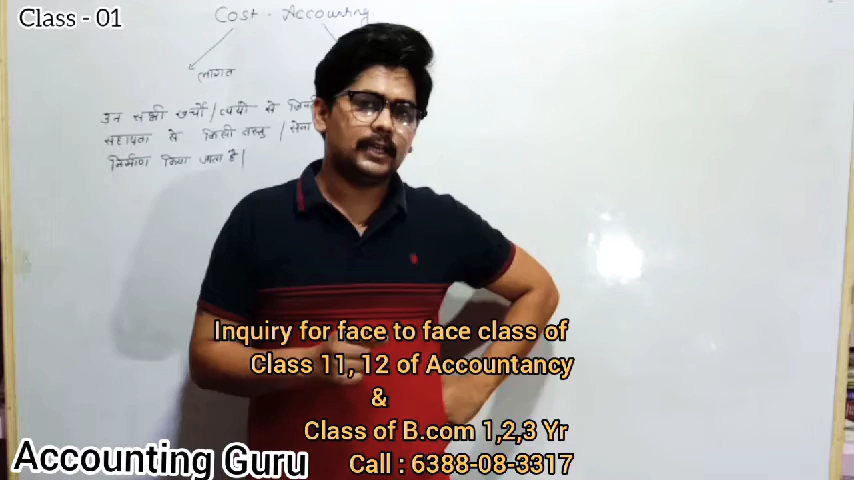 Class - 01
Cost - Accounting
लागत
उन सभी खर्चों / व्ययों से
सहायता से किसी वस्तु / सेवा
निर्माण किया जाता है |
Inquiry for face to face class of
Class 11, 12 of Accountancy
&
Class of B.com 1,2,3 Yr
Accounting Guru
Call : 6388-08-3317